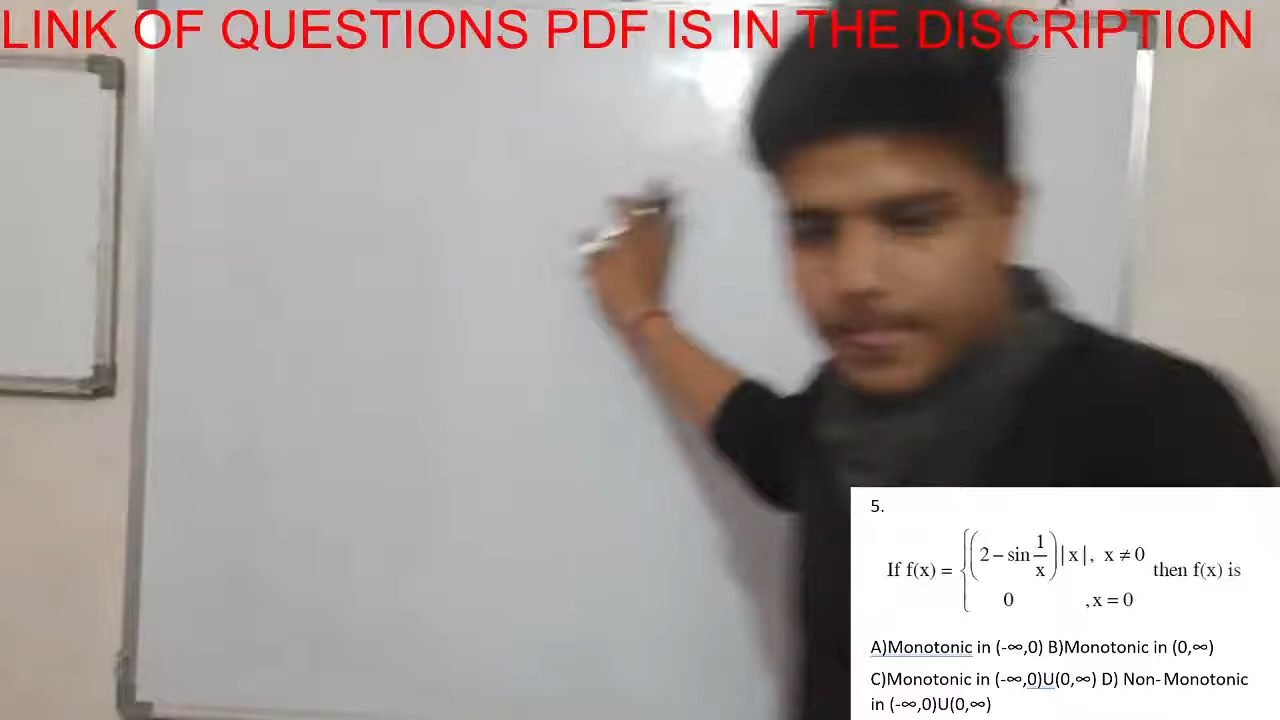 LINK OF QUESTIONS PDF IS IN THE DISCRIPTION
5.
If f(x) = { (2 − sin 1/x) | x |, x ≠ 0
0 , x = 0 then f(x) is
A)Monotonic in (-∞,0) B)Monotonic in (0,∞)
C)Monotonic in (-∞,0)U(0,∞) D) Non-Monotonic
in (-∞,0)U(0,∞)